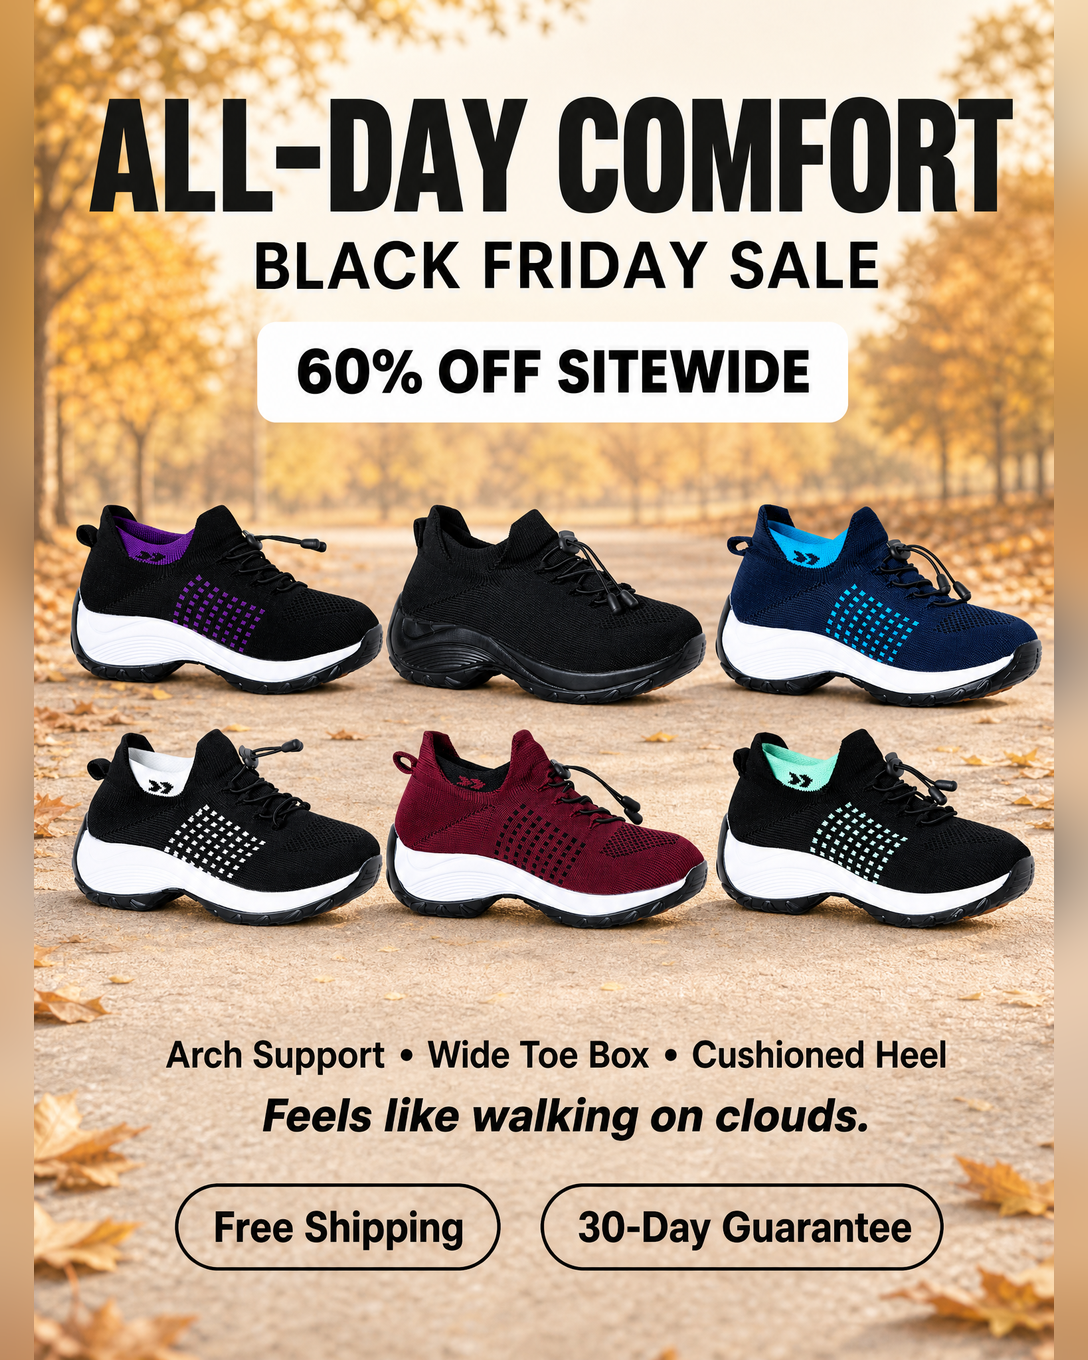 ALL-DAY COMFORT
BLACK FRIDAY SALE
60% OFF SITEWIDE
Arch Support • Wide Toe Box • Cushioned Heel
Feels like walking on clouds.
Free Shipping
30-Day Guarantee